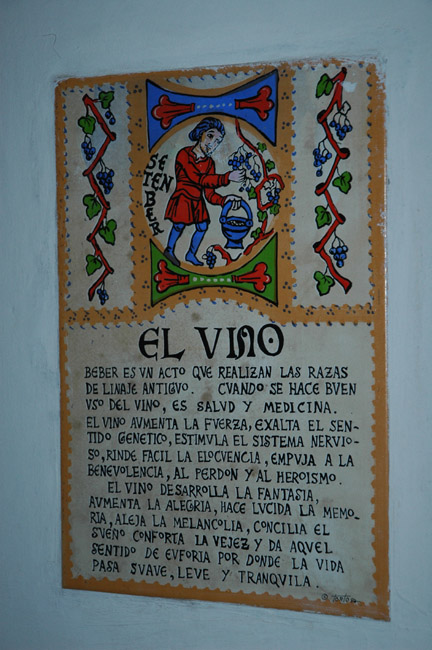 SE
TEN
BER
EL VINO
BEBER ES VN ACTO QVE REALIZAN LAS RAZAS
DE LINAJE ANTIGVO. CVANDO SE HACE BVEN
VSO DEL VINO, ES SALVD Y MEDICINA.
EL VINO AVMENTA LA FVERZA, EXALTA EL SEN-
TIDO GENETICO, ESTIMVLA EL SISTEMA NERVIO-
SO, RINDE FACIL LA ELOCVENCIA, EMPVJA A LA
BENEVOLENCIA, AL PERDON Y AL HEROISMO.
EL VINO DESARROLLA LA FANTASIA,
AVMENTA LA ALEGRIA, HACE LVCIDA LA MEMO-
RIA, ALEJA LA MELANCOLIA, CONCILIA EL
SVEÑO CONFORTA LA VEJEZ Y DA AQVEL
SENTIDO DE EVFORIA POR DONDE LA VIDA
PASA SVAVE, LEVE Y TRANQVILA.